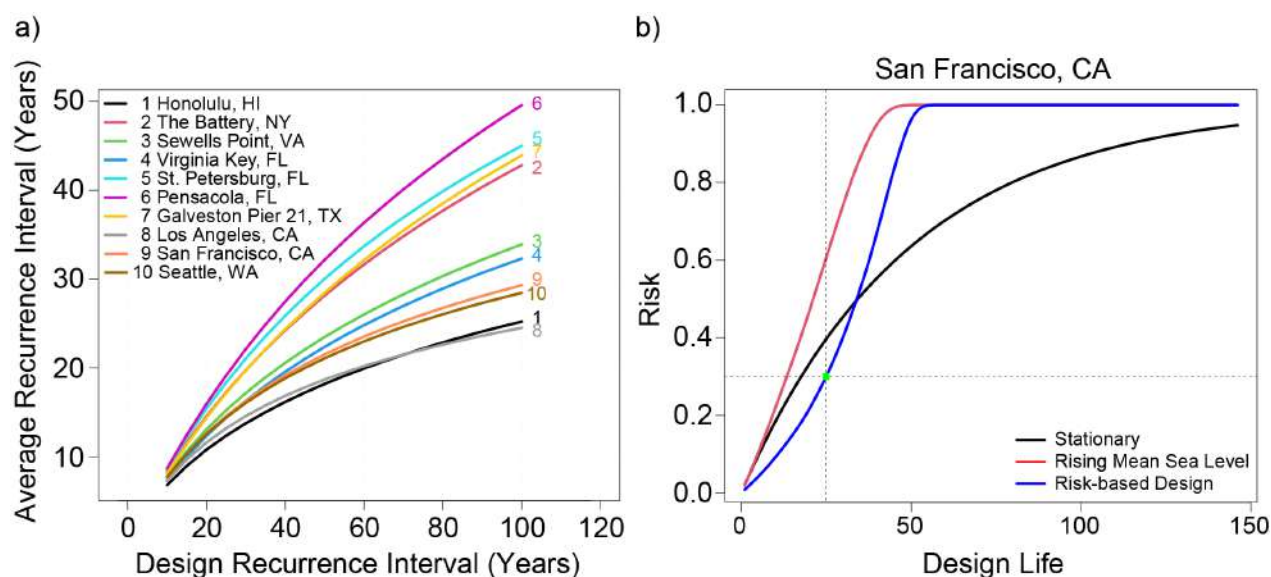 a)
Average Recurrence Interval (Years)
50
40
30
20
10
1 Honolulu, HI
2 The Battery, NY
3 Sewells Point, VA
4 Virginia Key, FL
5 St. Petersburg, FL
6 Pensacola, FL
7 Galveston Pier 21, TX
8 Los Angeles, CA
9 San Francisco, CA
10 Seattle, WA
6
5
7
2
3
4
9
10
1
8
0 20 40 60 80 100 120
Design Recurrence Interval (Years)
b)
San Francisco, CA
Risk
1.0
0.8
0.6
0.4
0.2
0.0
Stationary
Rising Mean Sea Level
Risk-based Design
0 50 100 150
Design Life